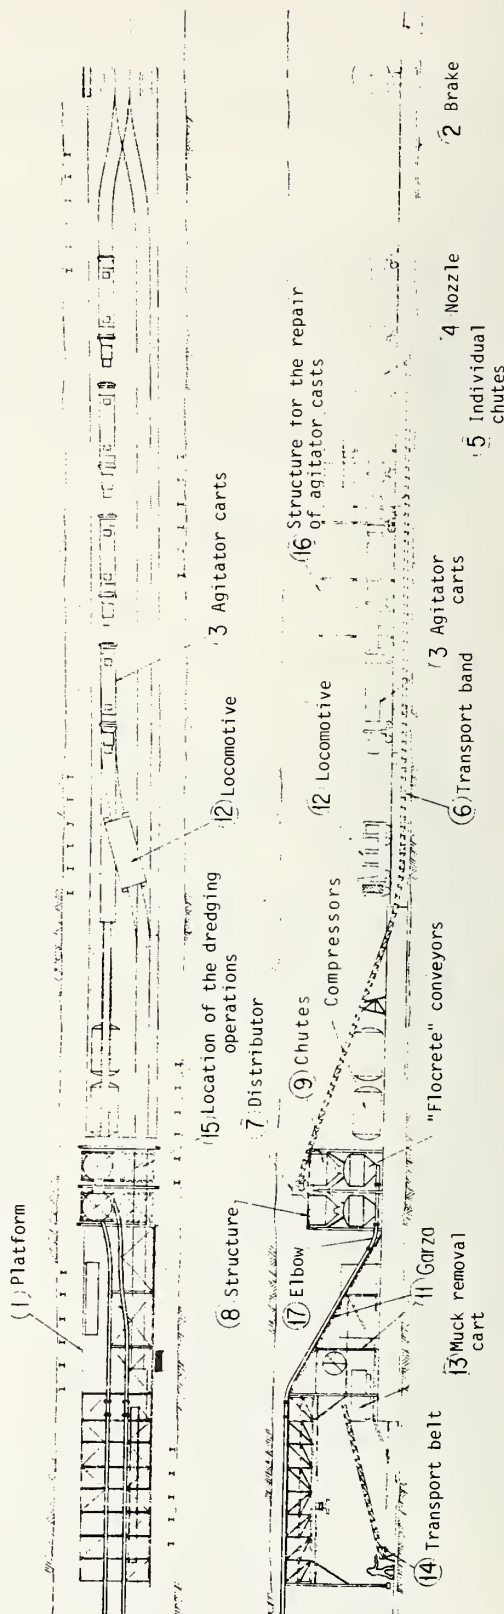 (1) Platform
3 Agitator carts
(12) Locomotive
(15) Location of the dredging
operations
7 Distributor
(8) Structure
(9) Chutes
Compressors
(12) Locomotive
(16) Structure for the repair
of agitator casts
(17) Elbow
"Flocrete" conveyors
(6) Transport band
3 Agitator
carts
5 Individual
chutes
4 Nozzle
2 Brake
11 Garza
13 Muck removal
cart
(14) Transport belt